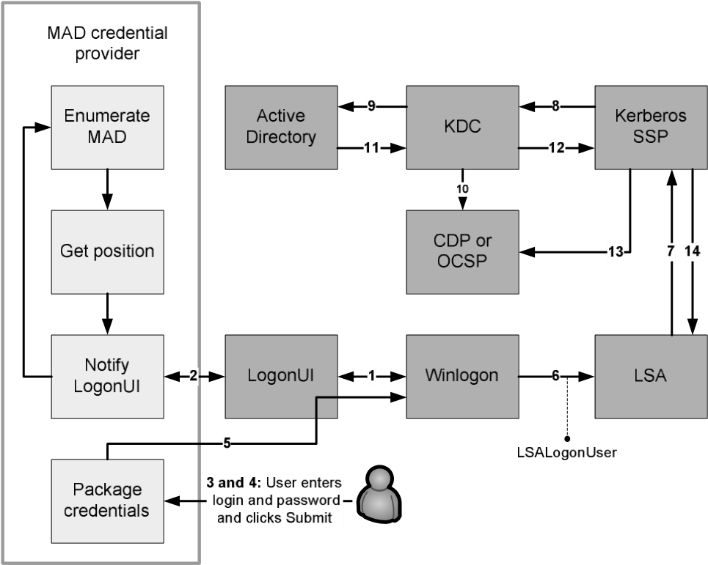 MAD credential
provider
Enumerate
MAD
Active
Directory
9
11
KDC
8
12
Kerberos
SSP
10
Get position
CDP or
OCSP
13
7
14
Notify
LogonUI
2
LogonUI
1
Winlogon
6
LSA
5
LSALogonUser
Package
credentials
3 and 4: User enters
login and password
and clicks Submit